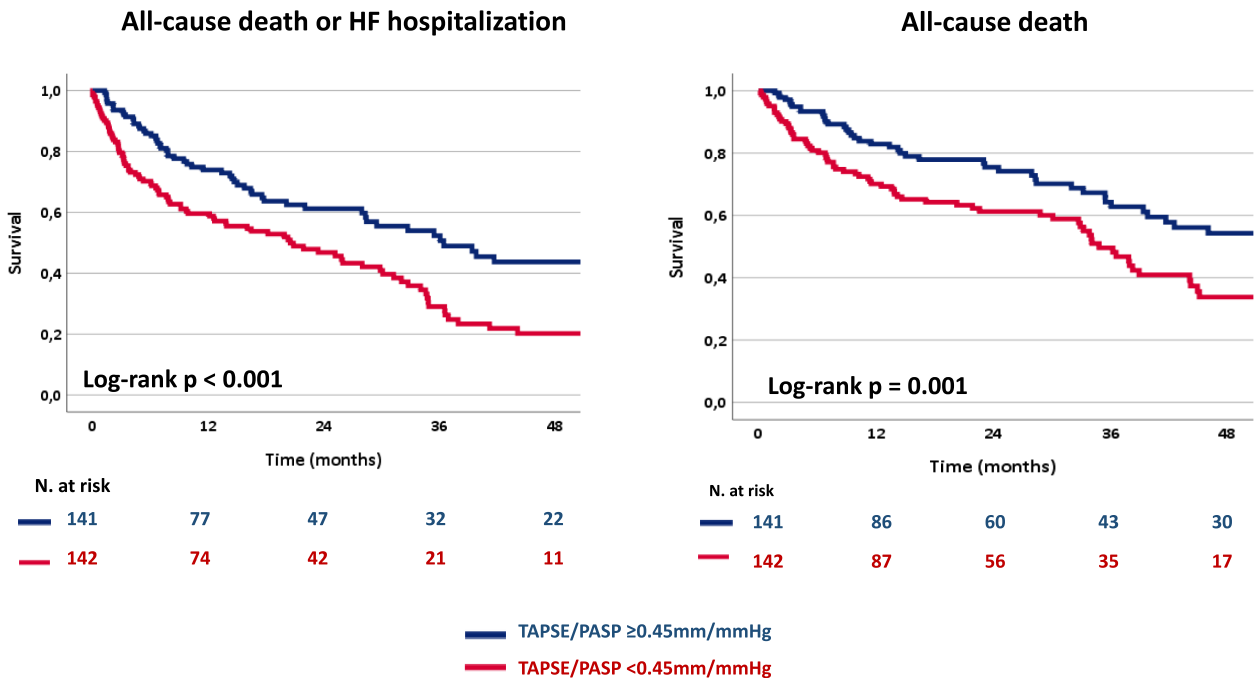 All-cause death or HF hospitalization
Survival
1,0
0,8
0,6
0,4
0,2
0,0
Log-rank p < 0.001
0 12 24 36 48
Time (months)
N. at risk
141 77 47 32 22
142 74 42 21 11
All-cause death
Survival
1,0
0,8
0,6
0,4
0,2
0,0
Log-rank p = 0.001
0 12 24 36 48
Time (months)
N. at risk
141 86 60 43 30
142 87 56 35 17
TAPSE/PASP ≥0.45mm/mmHg
TAPSE/PASP <0.45mm/mmHg